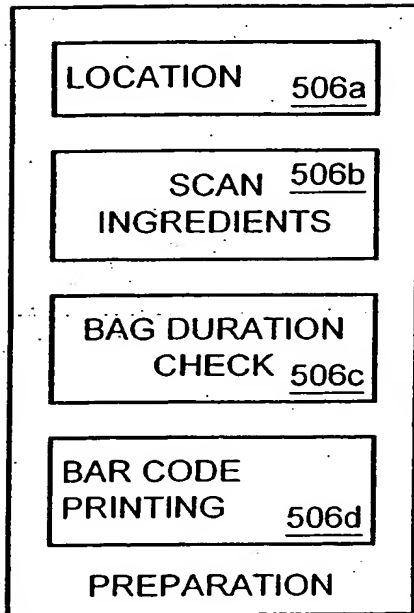 LOCATION 506a
SCAN 506b
INGREDIENTS
BAG DURATION
CHECK 506c
BAR CODE
PRINTING 506d
PREPARATION